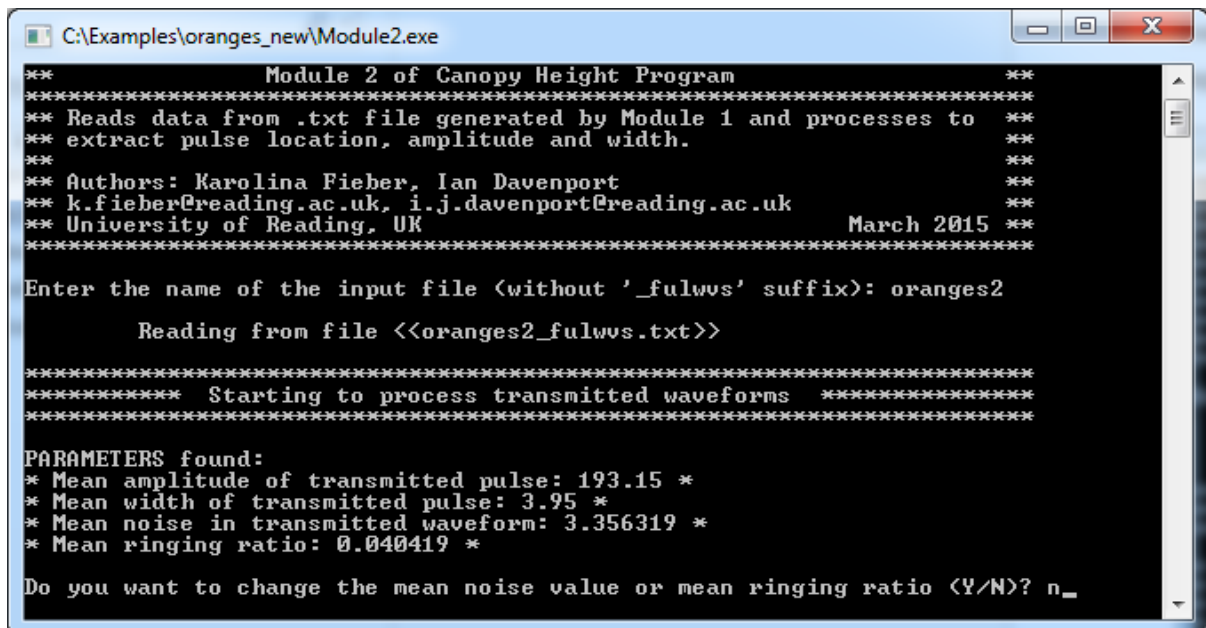 C:\Examples\oranges_new\Module2.exe
** Module 2 of Canopy Height Program **
***********************************************************************
** Reads data from .txt file generated by Module 1 and processes to **
** extract pulse location, amplitude and width. **
** **
** Authors: Karolina Fieber, Ian Davenport **
** k.fieber@reading.ac.uk, i.j.davenport@reading.ac.uk **
** University of Reading, UK March 2015 **
***********************************************************************
Enter the name of the input file (without '_fulwvs' suffix): oranges2
Reading from file <<oranges2_fulwvs.txt>>
***********************************************************************
*********** Starting to process transmitted waveforms ***************
***********************************************************************
PARAMETERS found:
* Mean amplitude of transmitted pulse: 193.15 *
* Mean width of transmitted pulse: 3.95 *
* Mean noise in transmitted waveform: 3.356319 *
* Mean ringing ratio: 0.040419 *
Do you want to change the mean noise value or mean ringing ratio (Y/N)? n_